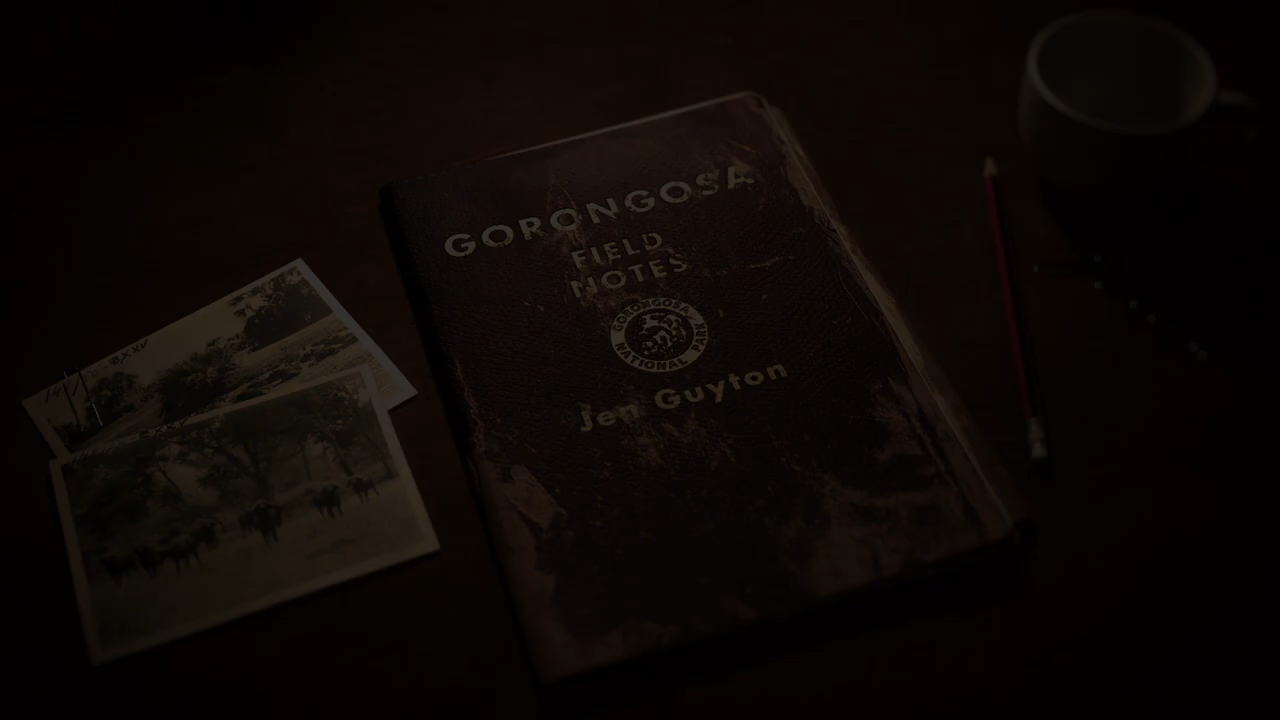 GORONGOSA
FIELD
NOTES
GORONGOSA
NATIONAL PARK
Jen Guyton